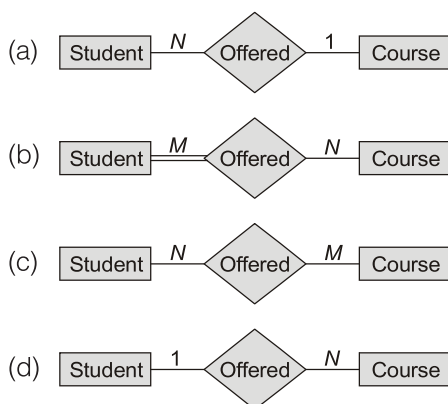 (a) Student N Offered 1 Course
(b) Student M Offered N Course
(c) Student N Offered M Course
(d) Student 1 Offered N Course